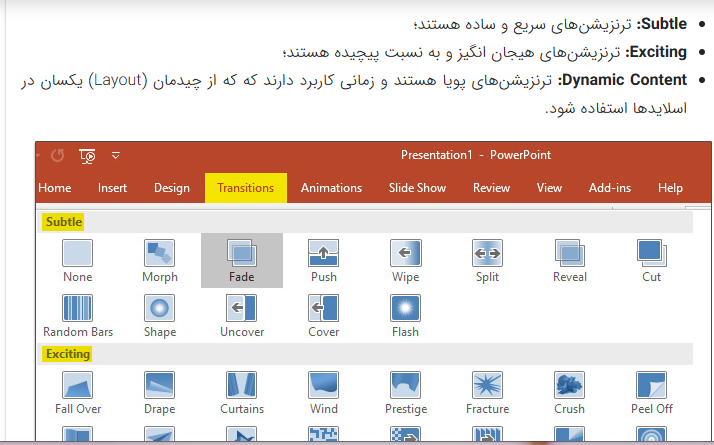 • Subtle: ترنزیشن‌های سریع و ساده هستند؛
• Exciting: ترنزیشن‌های هیجان انگیز و به نسبت پیچیده هستند؛
• Dynamic Content: ترنزیشن‌های پویا هستند و زمانی کاربرد دارند که که از چیدمان (Layout) یکسان در
اسلایدها استفاده شود.
Presentation1 - PowerPoint
Home Insert Design Transitions Animations Slide Show Review View Add-ins Help
Subtle
None Morph Fade Push Wipe Split Reveal Cut
Random Bars Shape Uncover Cover Flash
Exciting
Fall Over Drape Curtains Wind Prestige Fracture Crush Peel Off